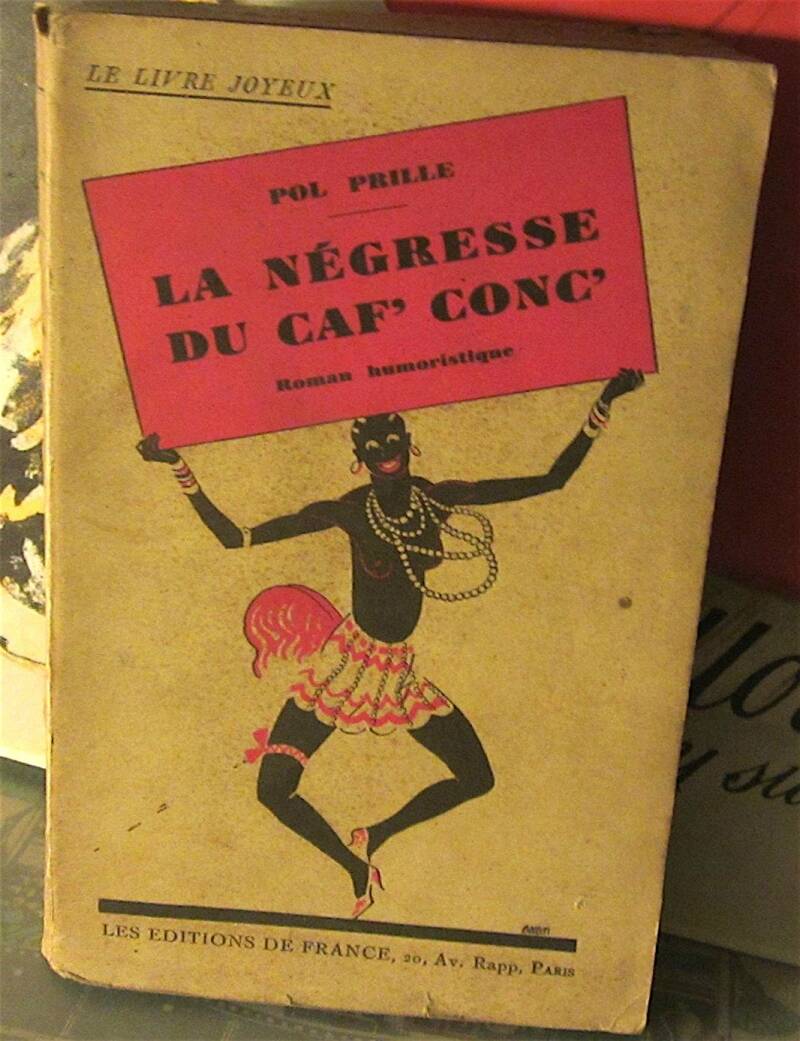 LE LIVRE JOYEUX
POL PRILLE
LA NÉGRESSE
DU CAF' CONC'
Roman humoristique
LES EDITIONS DE FRANCE, 20, Av. Rapp, PARIS